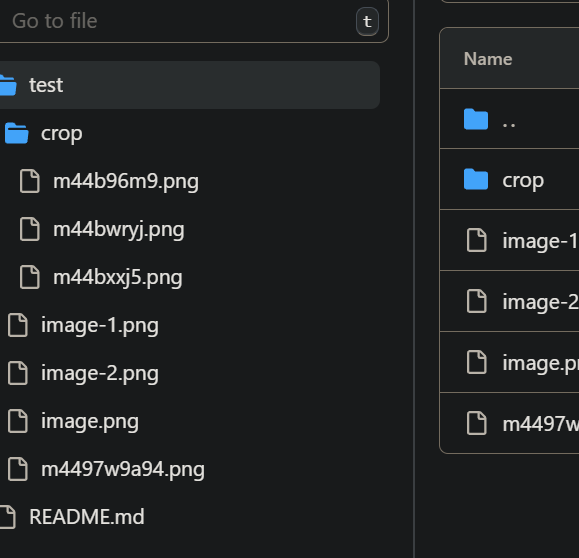 Go to file
t
test
crop
m44b96m9.png
m44bwryj.png
m44bxxj5.png
image-1.png
image-2.png
image.png
m4497w9a94.png
README.md
Name
..
crop
image-1
image-2
image.p
m4497w